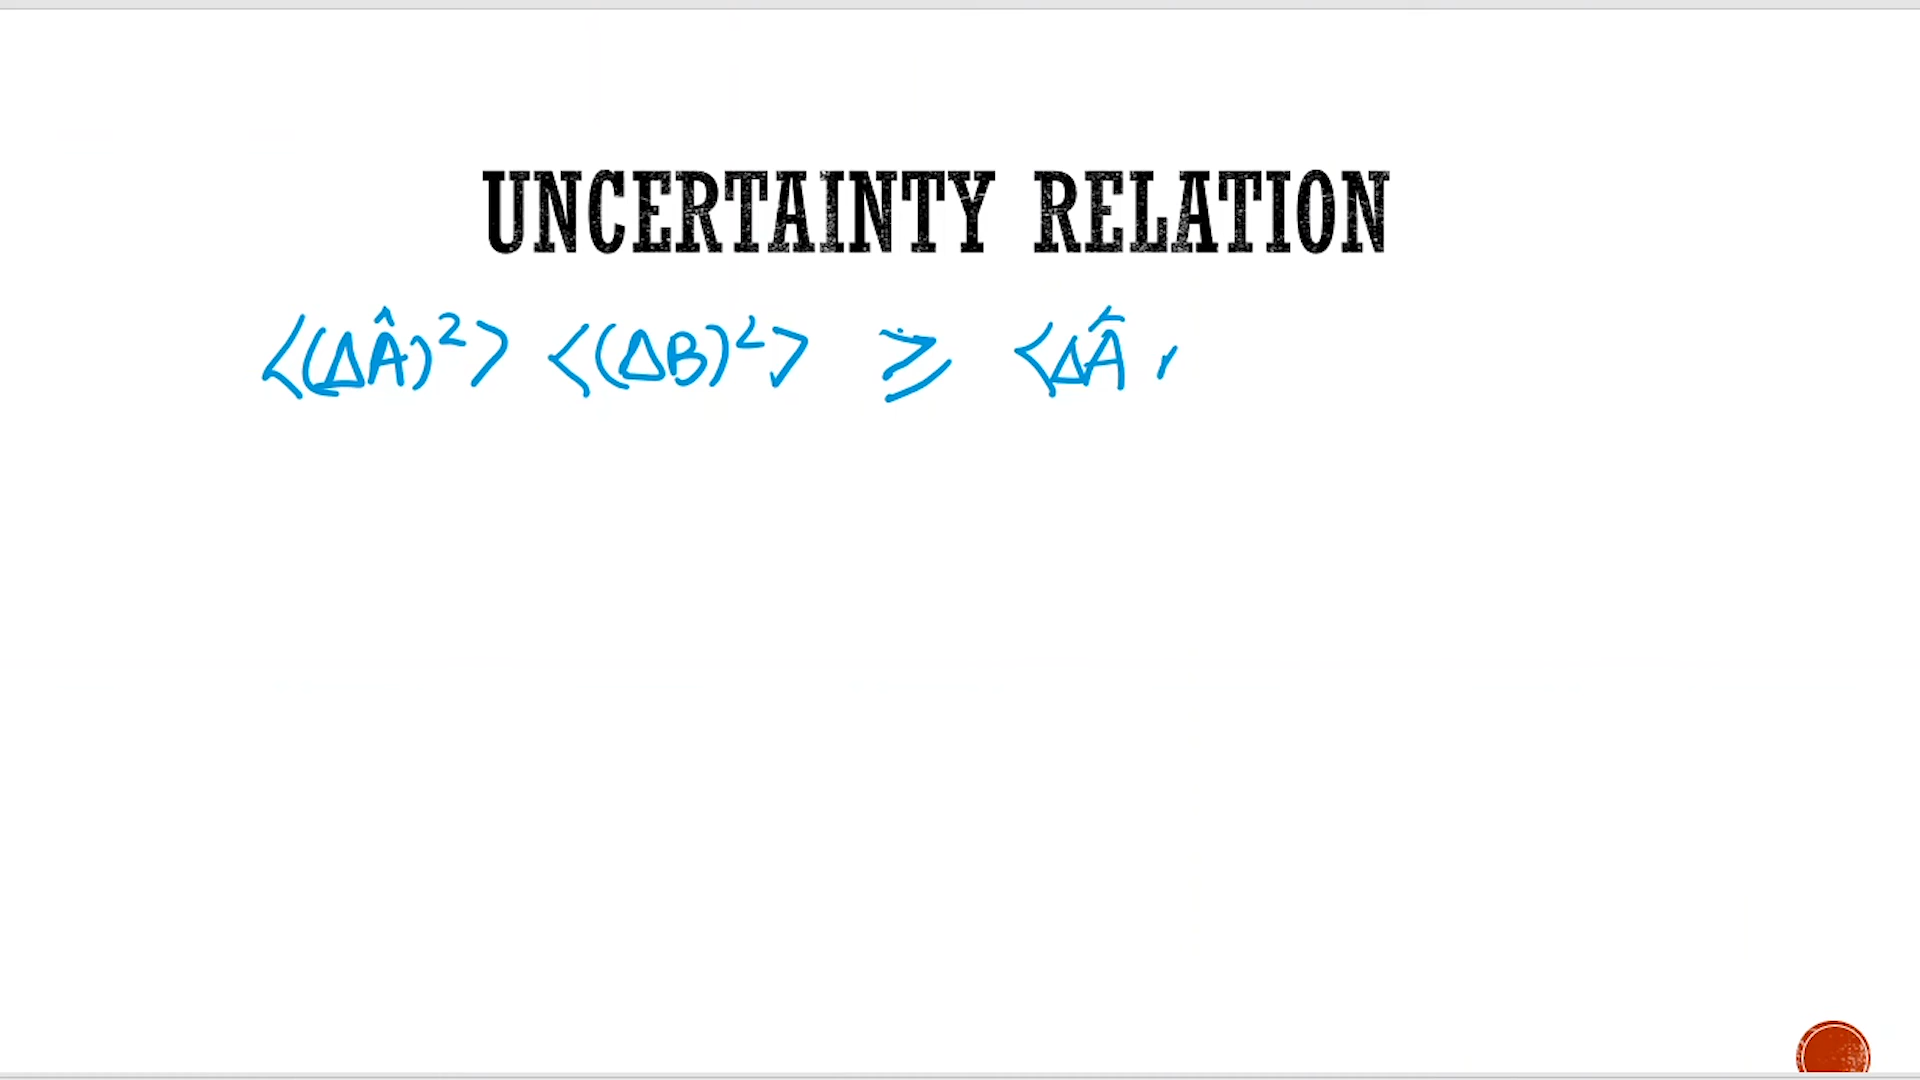 UNCERTAINTY RELATION
<(ΔÂ)²> <(ΔB)²> ≥ <ΔÂ